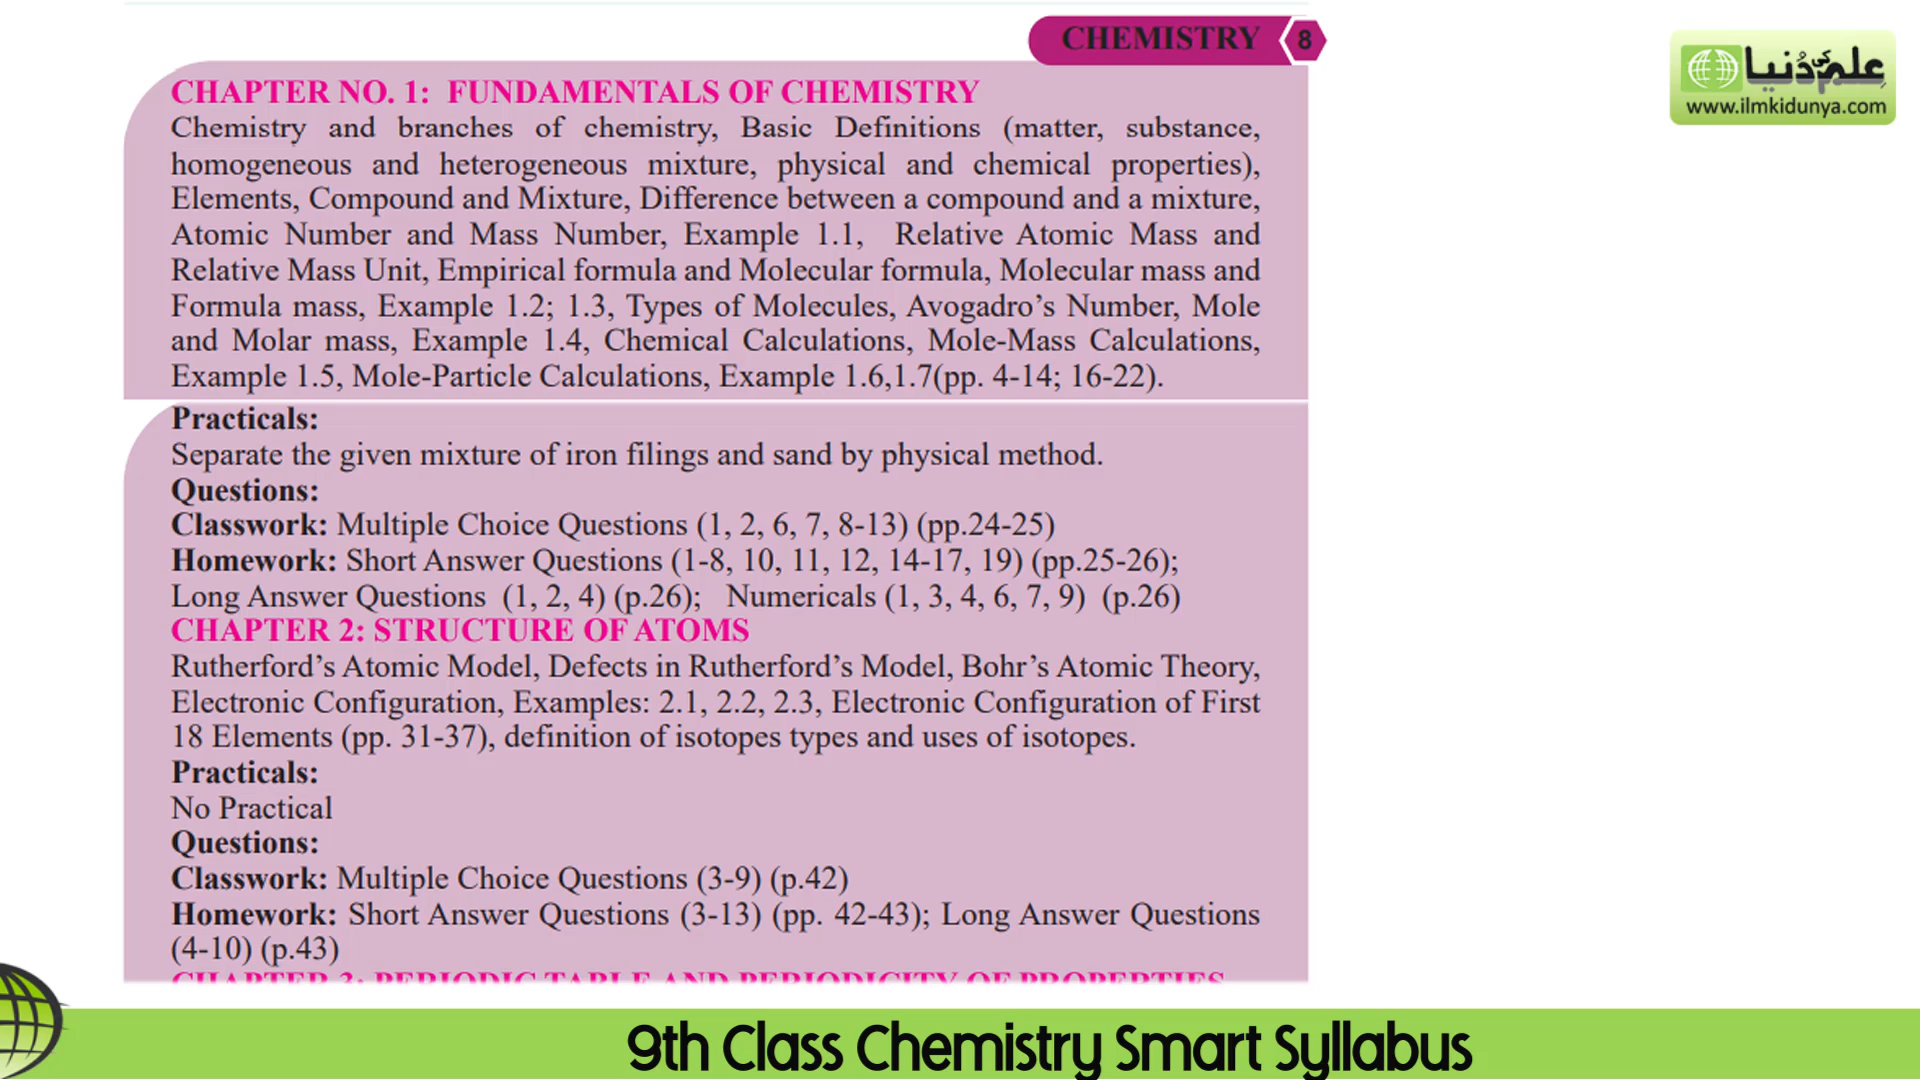 CHEMISTRY 8
علم کی دُنیا
www.ilmkidunya.com
CHAPTER NO. 1: FUNDAMENTALS OF CHEMISTRY
Chemistry and branches of chemistry, Basic Definitions (matter, substance,
homogeneous and heterogeneous mixture, physical and chemical properties),
Elements, Compound and Mixture, Difference between a compound and a mixture,
Atomic Number and Mass Number, Example 1.1, Relative Atomic Mass and
Relative Mass Unit, Empirical formula and Molecular formula, Molecular mass and
Formula mass, Example 1.2; 1.3, Types of Molecules, Avogadro’s Number, Mole
and Molar mass, Example 1.4, Chemical Calculations, Mole-Mass Calculations,
Example 1.5, Mole-Particle Calculations, Example 1.6,1.7(pp. 4-14; 16-22).
Practicals:
Separate the given mixture of iron filings and sand by physical method.
Questions:
Classwork: Multiple Choice Questions (1, 2, 6, 7, 8-13) (pp.24-25)
Homework: Short Answer Questions (1-8, 10, 11, 12, 14-17, 19) (pp.25-26);
Long Answer Questions (1, 2, 4) (p.26); Numericals (1, 3, 4, 6, 7, 9) (p.26)
CHAPTER 2: STRUCTURE OF ATOMS
Rutherford’s Atomic Model, Defects in Rutherford’s Model, Bohr’s Atomic Theory,
Electronic Configuration, Examples: 2.1, 2.2, 2.3, Electronic Configuration of First
18 Elements (pp. 31-37), definition of isotopes types and uses of isotopes.
Practicals:
No Practical
Questions:
Classwork: Multiple Choice Questions (3-9) (p.42)
Homework: Short Answer Questions (3-13) (pp. 42-43); Long Answer Questions
(4-10) (p.43)
CHAPTER 3: PERIODIC TABLE AND PERIODICITY OF PROPERTIES
9th Class Chemistry Smart Syllabus